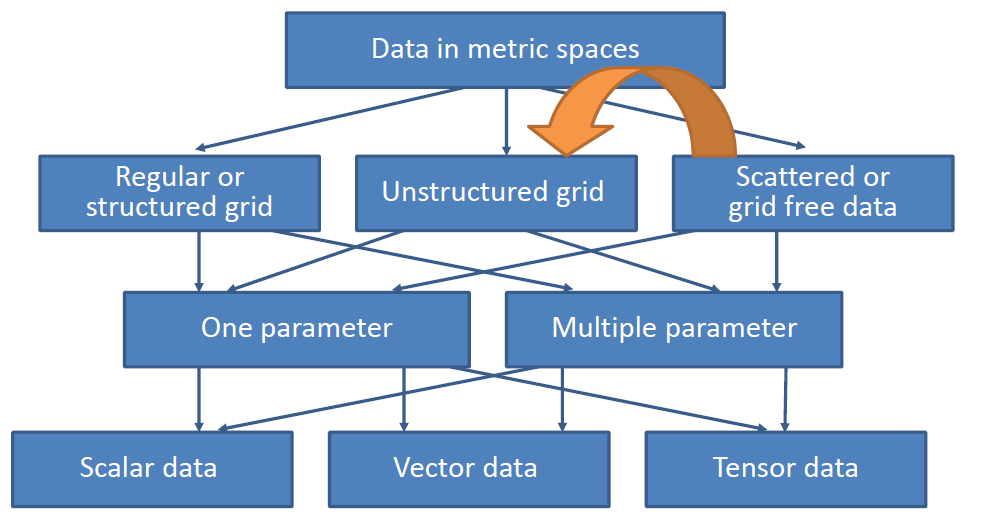 Data in metric spaces
Regular or
structured grid
Unstructured grid
Scattered or
grid free data
One parameter
Multiple parameter
Scalar data
Vector data
Tensor data